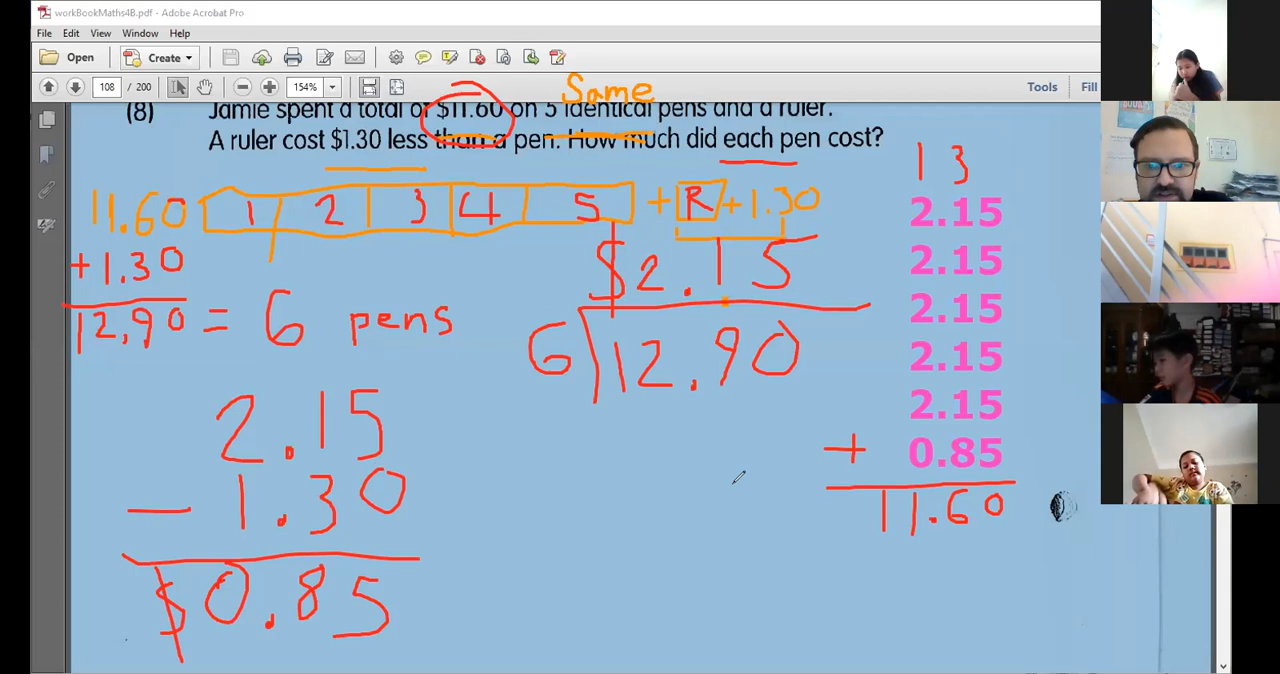 workBookMaths4B.pdf - Adobe Acrobat Pro
File Edit View Window Help
Open Create
108 / 200 154% Tools Fill
Same
(8) Jamie spent a total of $11.60 on 5 identical pens and a ruler.
A ruler cost $1.30 less than a pen. How much did each pen cost?
11.60 1 2 3 4 5 + R + 1.30
+1.30
12.90 = 6 pens
$2.15
6 12.90
2.15
- 1.30
$0.85
1 3
2.15
2.15
2.15
2.15
2.15
+ 0.85
11.60